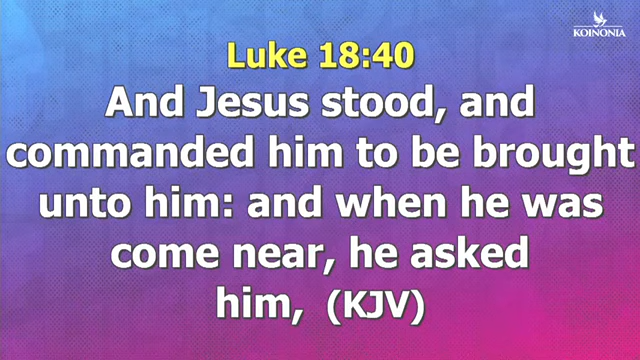 KOINONIA
Luke 18:40
And Jesus stood, and
commanded him to be brought
unto him: and when he was
come near, he asked
him, (KJV)